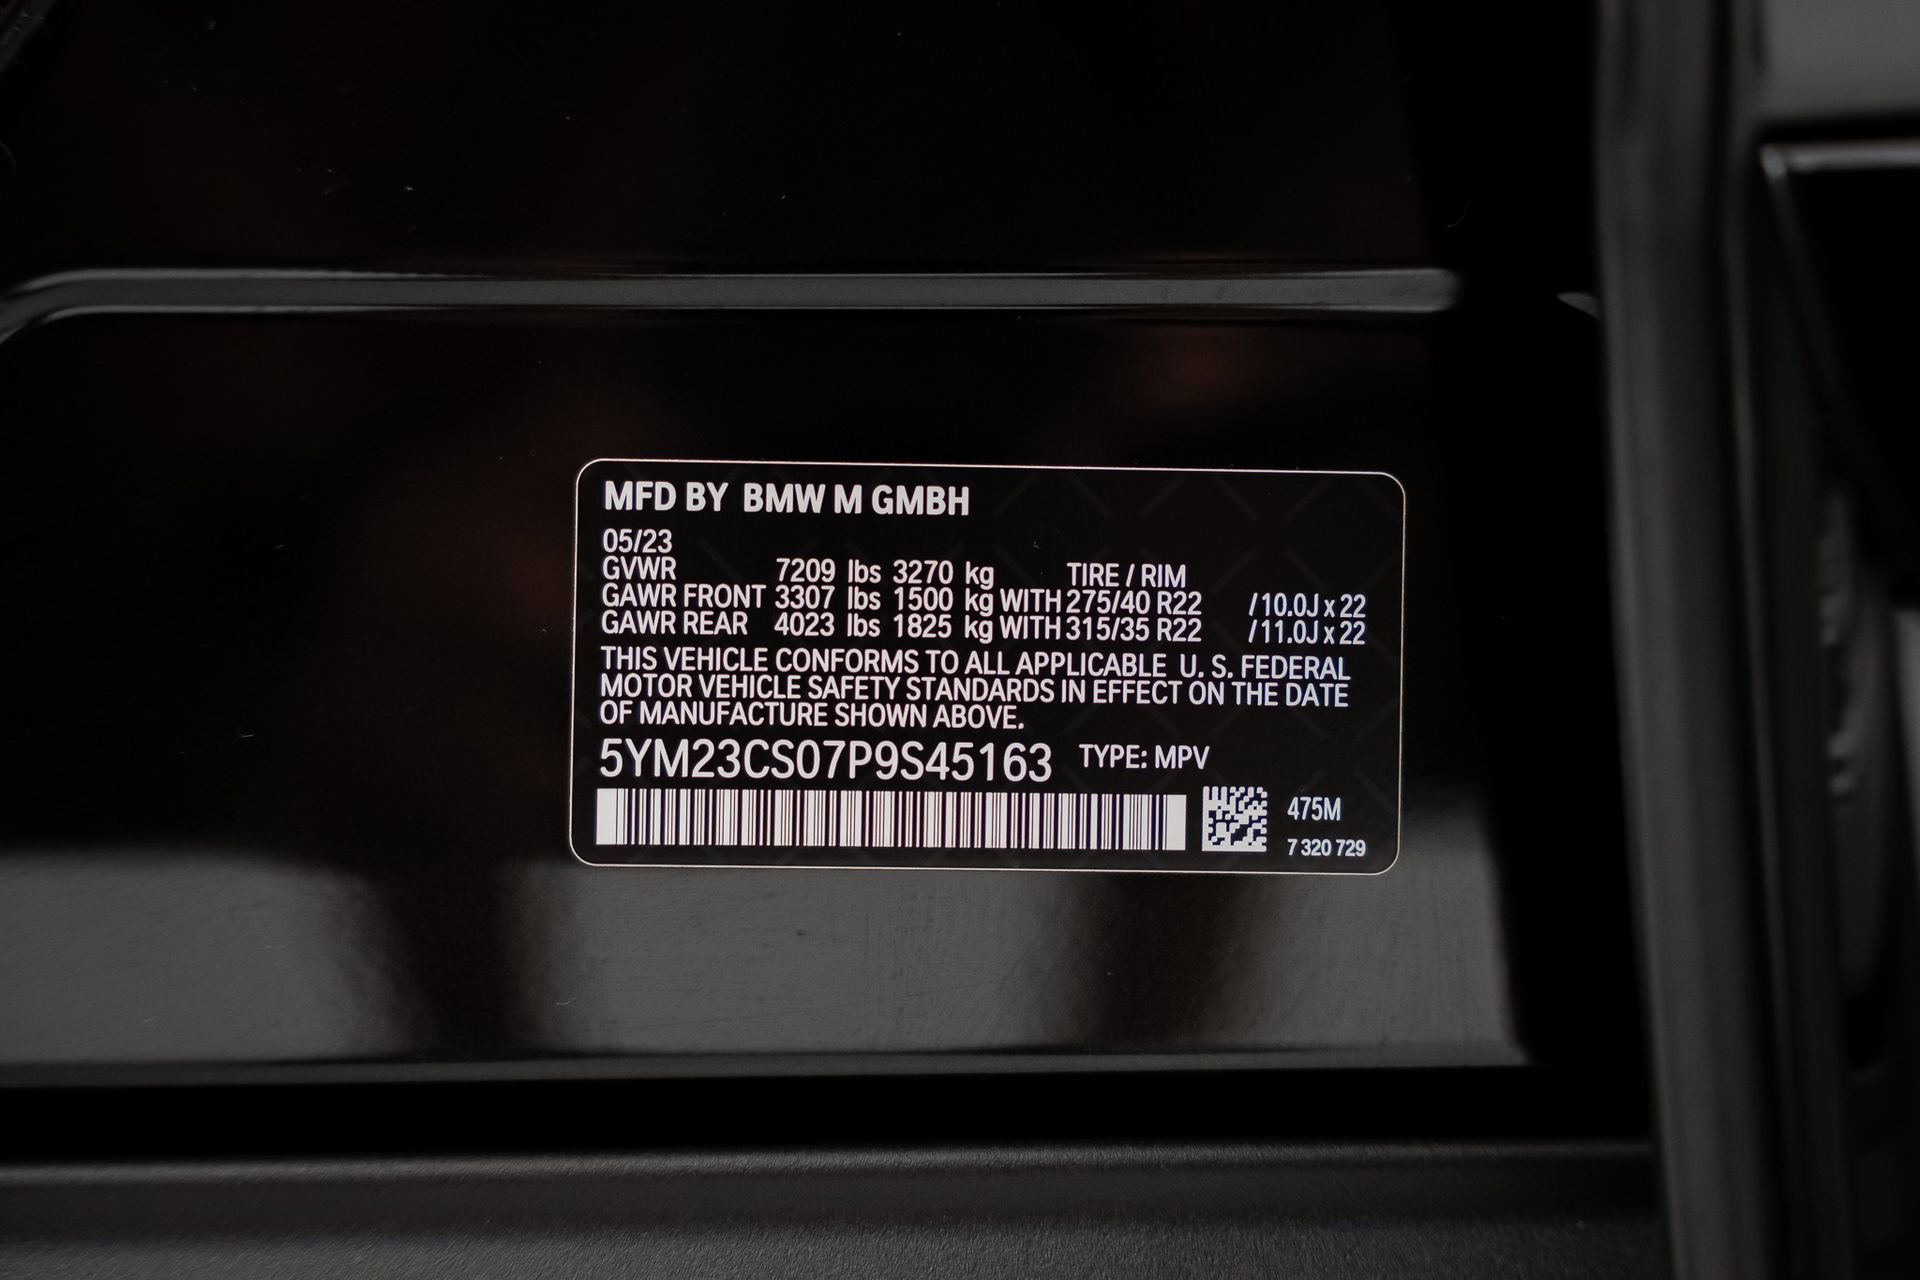 MFD BY BMW M GMBH
05/23
GVWR 7209 lbs 3270 kg TIRE / RIM
GAWR FRONT 3307 lbs 1500 kg WITH 275/40 R22 / 10.0J x 22
GAWR REAR 4023 lbs 1825 kg WITH 315/35 R22 / 11.0J x 22
THIS VEHICLE CONFORMS TO ALL APPLICABLE U. S. FEDERAL
MOTOR VEHICLE SAFETY STANDARDS IN EFFECT ON THE DATE
OF MANUFACTURE SHOWN ABOVE.
5YM23CS07P9S45163 TYPE: MPV
475M
7 320 729